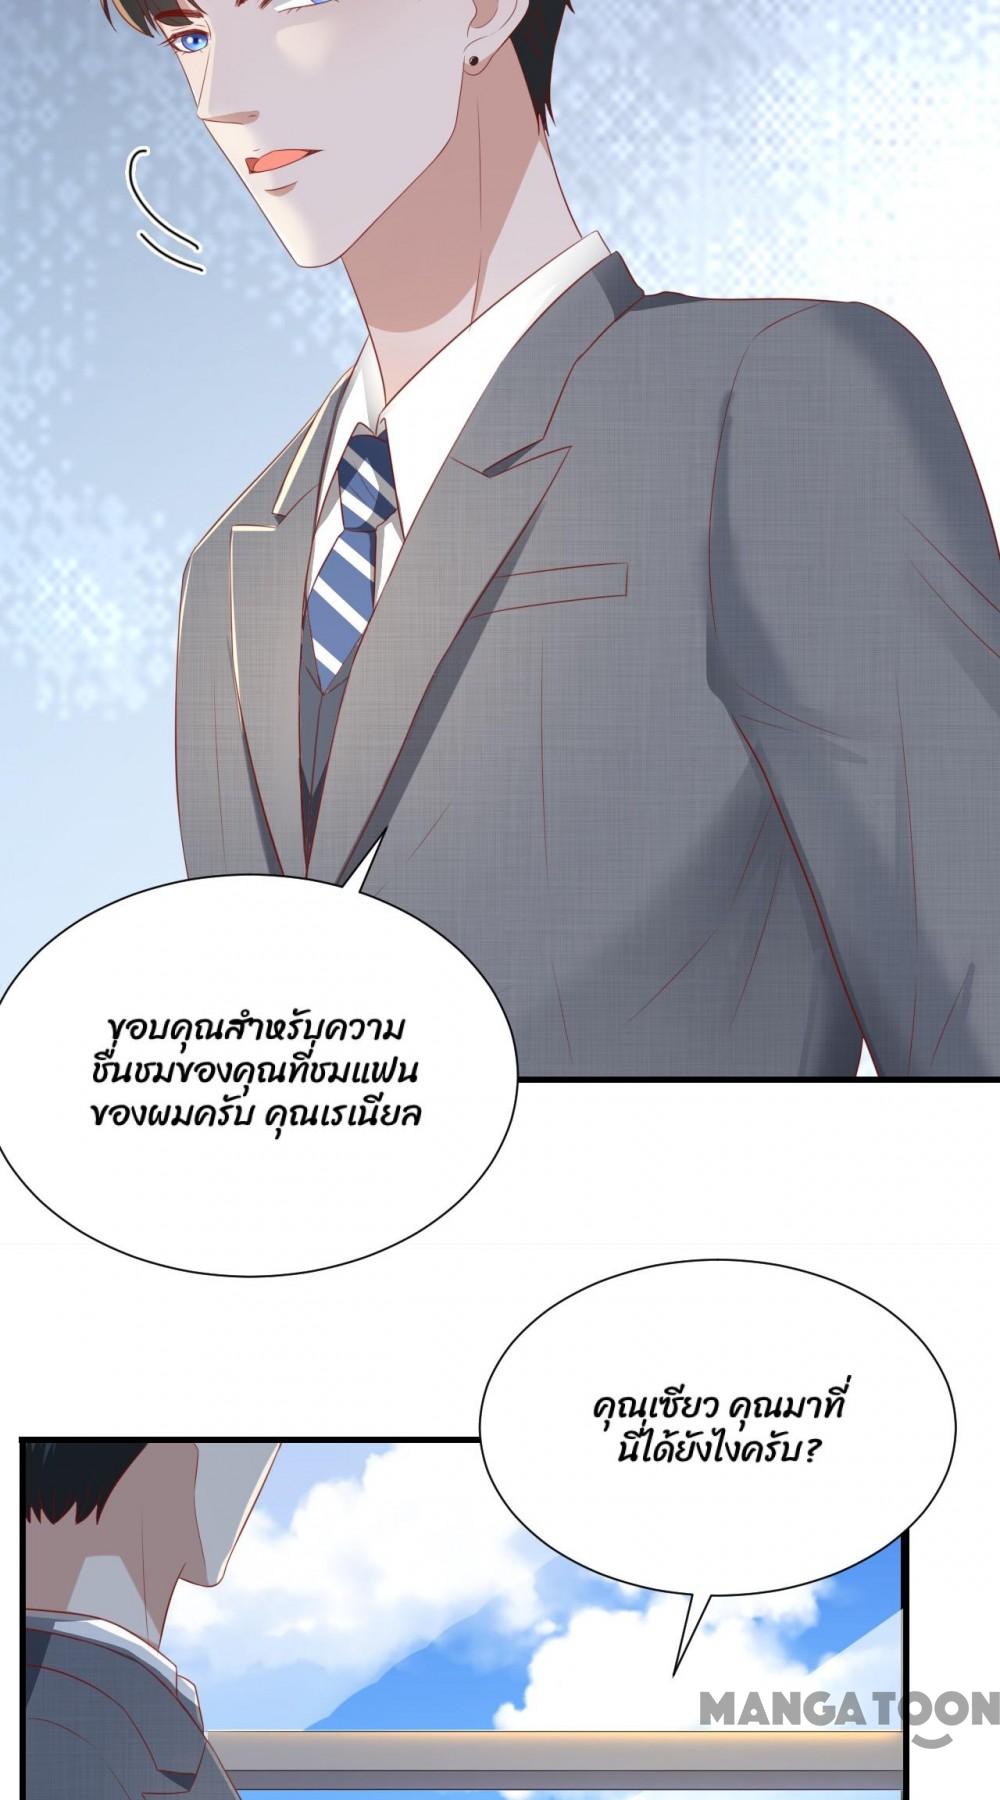 ขอบคุณสำหรับความ
ชื่นชมของคุณที่ชมแฟน
ของผมครับ คุณเรเนียล
คุณเซียว คุณมาที่
นี่ได้ยังไงครับ?
MANGATOON